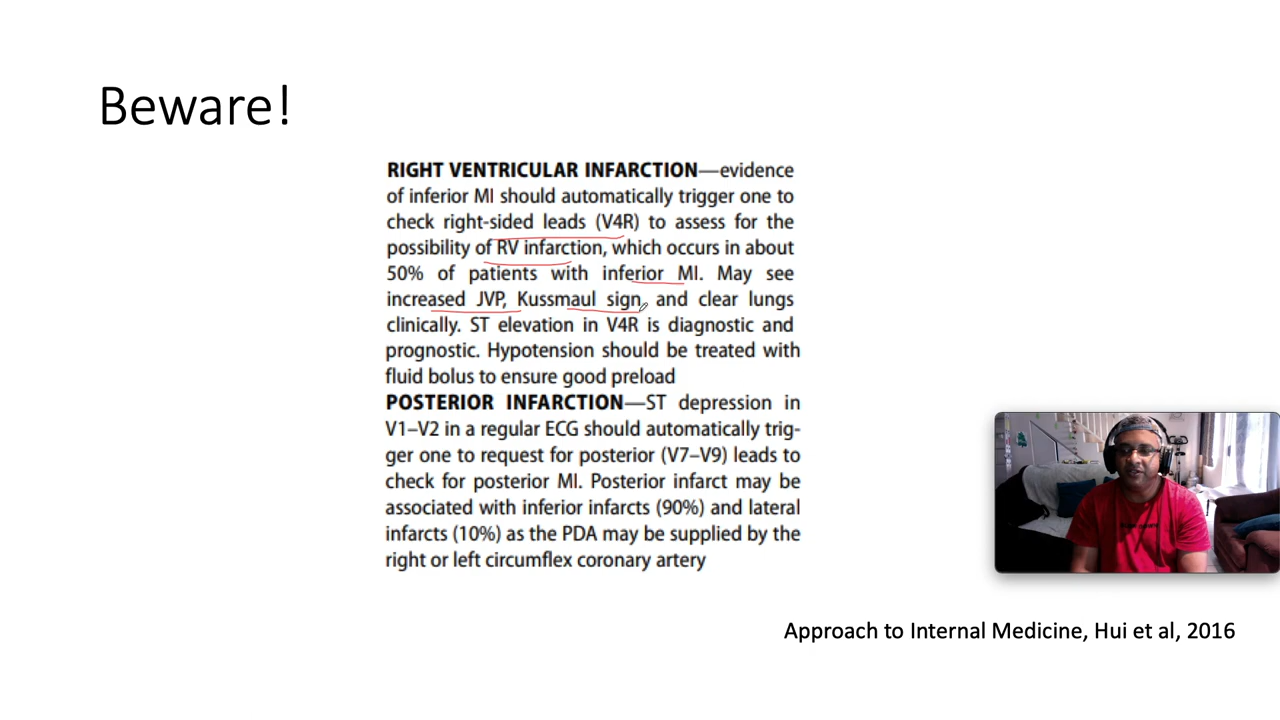 Beware!
RIGHT VENTRICULAR INFARCTION—evidence
of inferior MI should automatically trigger one to
check right-sided leads (V4R) to assess for the
possibility of RV infarction, which occurs in about
50% of patients with inferior MI. May see
increased JVP, Kussmaul sign, and clear lungs
clinically. ST elevation in V4R is diagnostic and
prognostic. Hypotension should be treated with
fluid bolus to ensure good preload
POSTERIOR INFARCTION—ST depression in
V1–V2 in a regular ECG should automatically trig-
ger one to request for posterior (V7–V9) leads to
check for posterior MI. Posterior infarct may be
associated with inferior infarcts (90%) and lateral
infarcts (10%) as the PDA may be supplied by the
right or left circumflex coronary artery
Approach to Internal Medicine, Hui et al, 2016